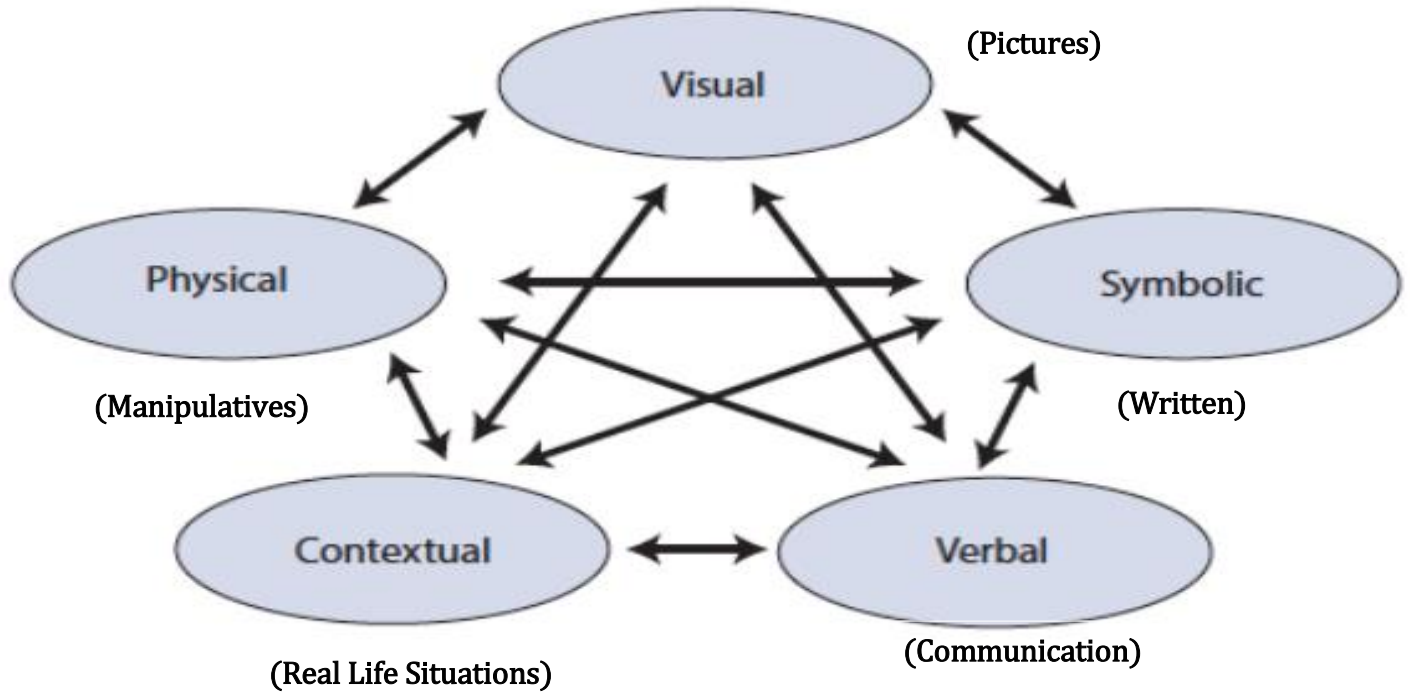 Visual
(Pictures)
Physical
(Manipulatives)
Symbolic
(Written)
Contextual
(Real Life Situations)
Verbal
(Communication)